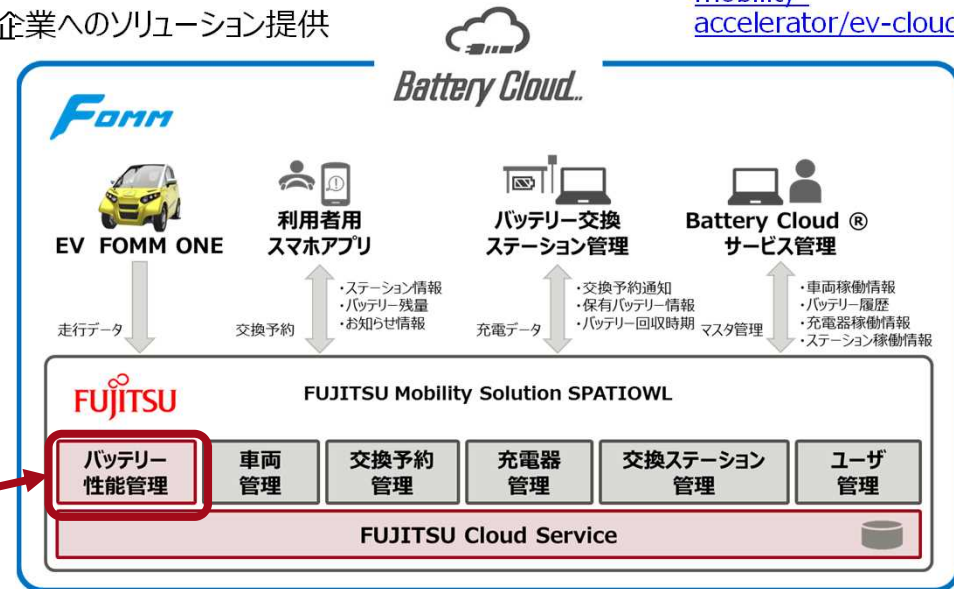 企業へのソリューション提供
mobility-
accelerator/ev-cloud
Battery Cloud
FOMM
EV FOMM ONE
利用者用
スマホアプリ
バッテリー交換
ステーション管理
Battery Cloud ®
サービス管理
走行データ
交換予約
・ステーション情報
・バッテリー残量
・お知らせ情報
充電データ
・交換予約通知
・保有バッテリー情報
・バッテリー回収時期
マスタ管理
・車両稼働情報
・バッテリー履歴
・充電器稼働情報
・ステーション稼働情報
FUJITSU
FUJITSU Mobility Solution SPATIOWL
バッテリー
性能管理
車両
管理
交換予約
管理
充電器
管理
交換ステーション
管理
ユーザ
管理
FUJITSU Cloud Service